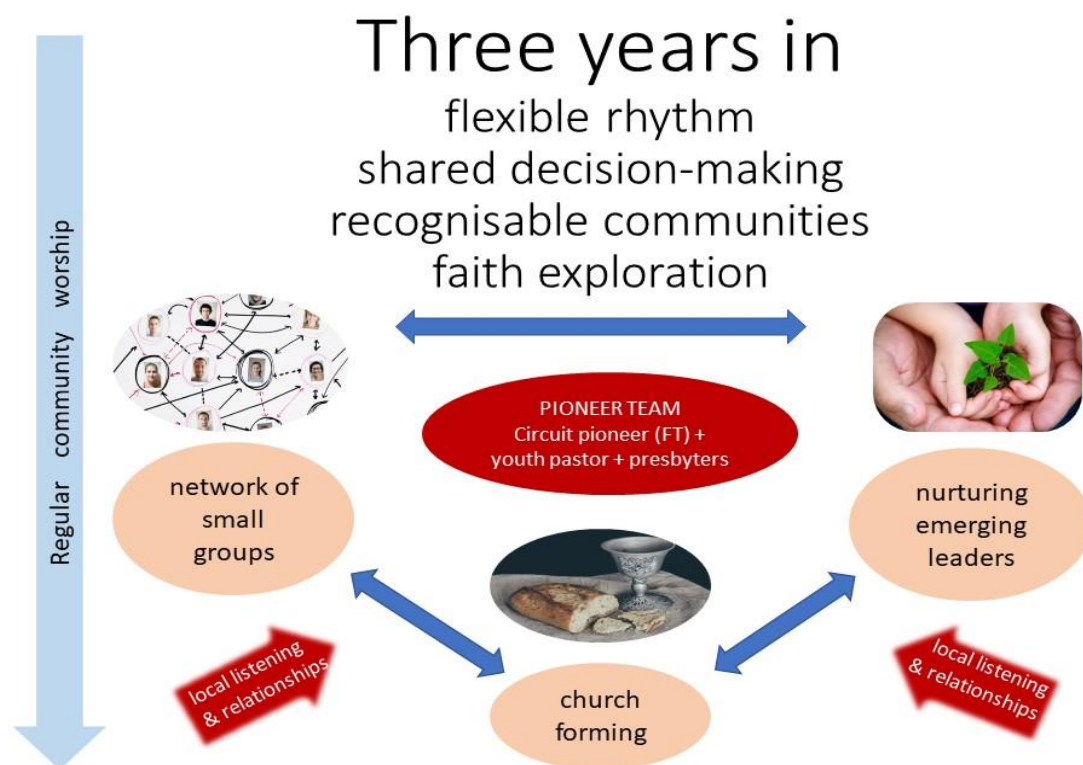 Three years in
flexible rhythm
shared decision-making
recognisable communities
faith exploration
Regular community worship
PIONEER TEAM
Circuit pioneer (FT) +
youth pastor + presbyters
network of
small
groups
nurturing
emerging
leaders
local listening
& relationships
local listening
& relationships
church
forming